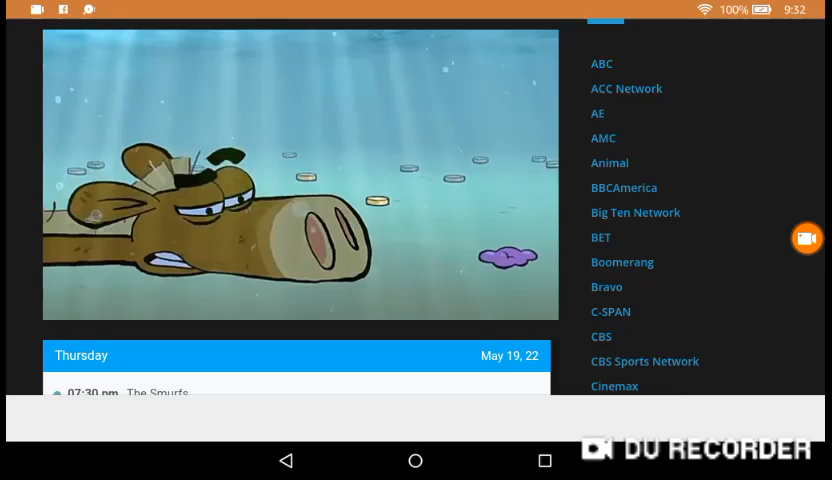 100% 9:32
ABC
ACC Network
AE
AMC
Animal
BBCAmerica
Big Ten Network
BET
Boomerang
Bravo
C-SPAN
CBS
CBS Sports Network
Cinemax
Thursday May 19, 22
07:30 pm The Smurfs
DU RECORDER